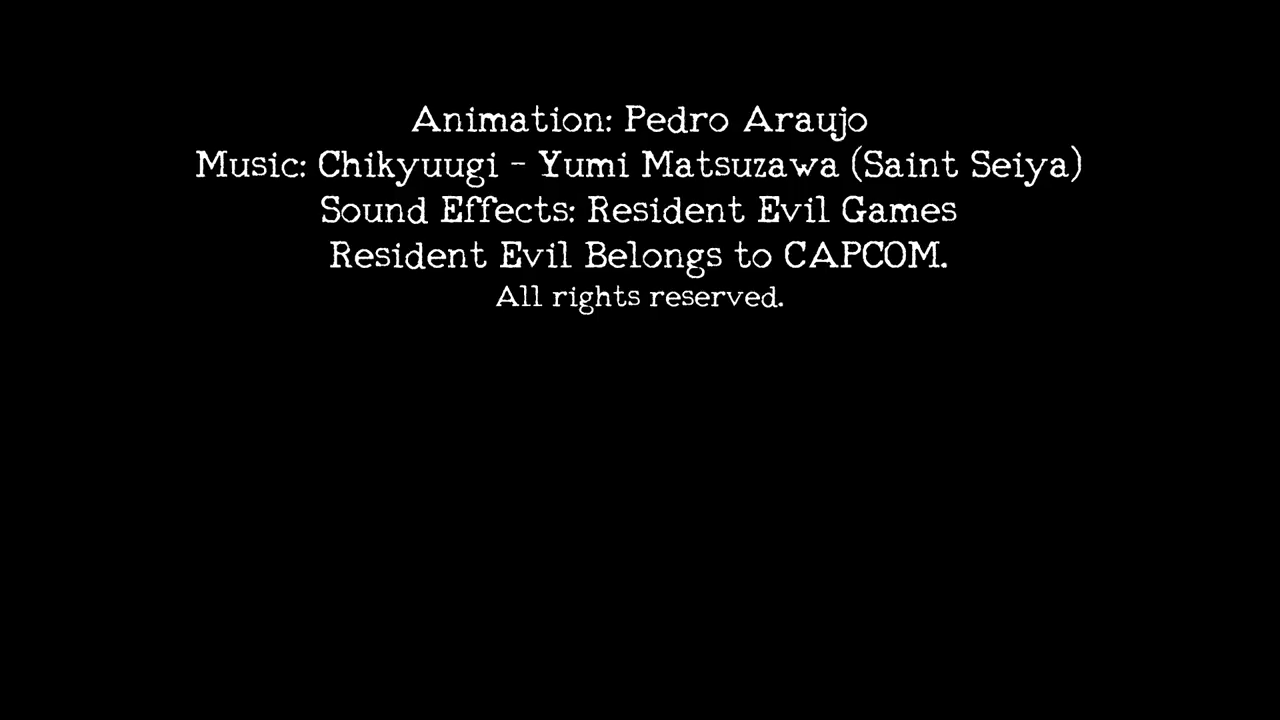 Animation: Pedro Araujo
Music: Chikyuugi - Yumi Matsuzawa (Saint Seiya)
Sound Effects: Resident Evil Games
Resident Evil Belongs to CAPCOM.
All rights reserved.